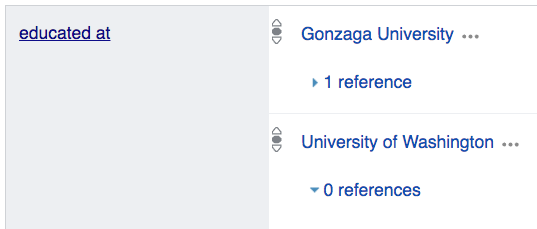 educated at
Gonzaga University •••
1 reference
University of Washington •••
0 references